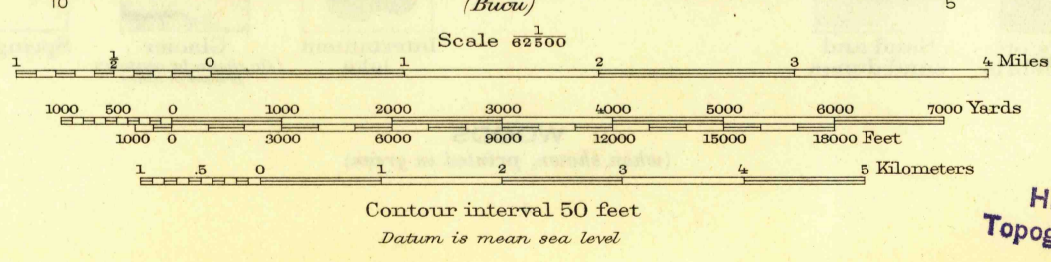 10 (Bucu) 5
Scale 1/62500
1 ½ 0 1 2 3 4 Miles
1000 500 0 1000 2000 3000 4000 5000 6000 7000 Yards
1000 0 3000 6000 9000 12000 15000 18000 Feet
1 .5 0 1 2 3 4 5 Kilometers
Contour interval 50 feet
Datum is mean sea level